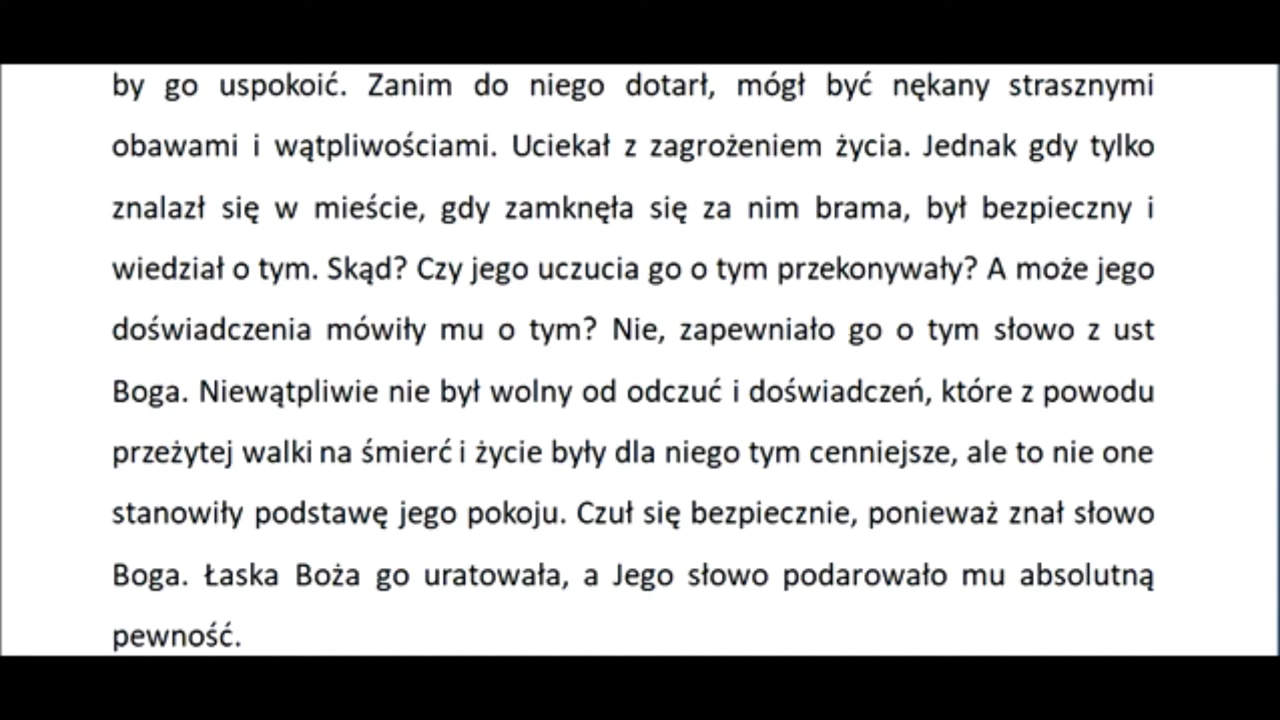 by go uspokoić. Zanim do niego dotarł, mógł być nękany strasznymi
obawami i wątpliwościami. Uciekał z zagrożeniem życia. Jednak gdy tylko
znalazł się w mieście, gdy zamknęła się za nim brama, był bezpieczny i
wiedział o tym. Skąd? Czy jego uczucia go o tym przekonywały? A może jego
doświadczenia mówiły mu o tym? Nie, zapewniało go o tym słowo z ust
Boga. Niewątpliwie nie był wolny od odczuć i doświadczeń, które z powodu
przeżytej walki na śmierć i życie były dla niego tym cenniejsze, ale to nie one
stanowiły podstawę jego pokoju. Czuł się bezpiecznie, ponieważ znał słowo
Boga. Łaska Boża go uratowała, a Jego słowo podarowało mu absolutną
pewność.